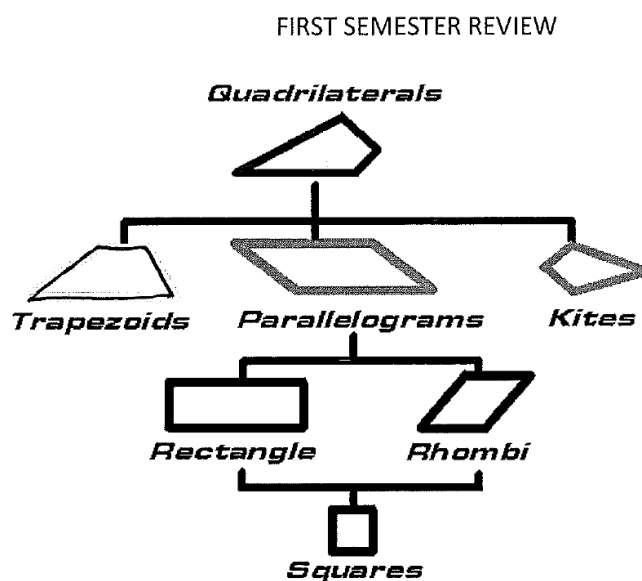 FIRST SEMESTER REVIEW
Quadrilaterals
Trapezoids Parallelograms Kites
Rectangle Rhombi
Squares